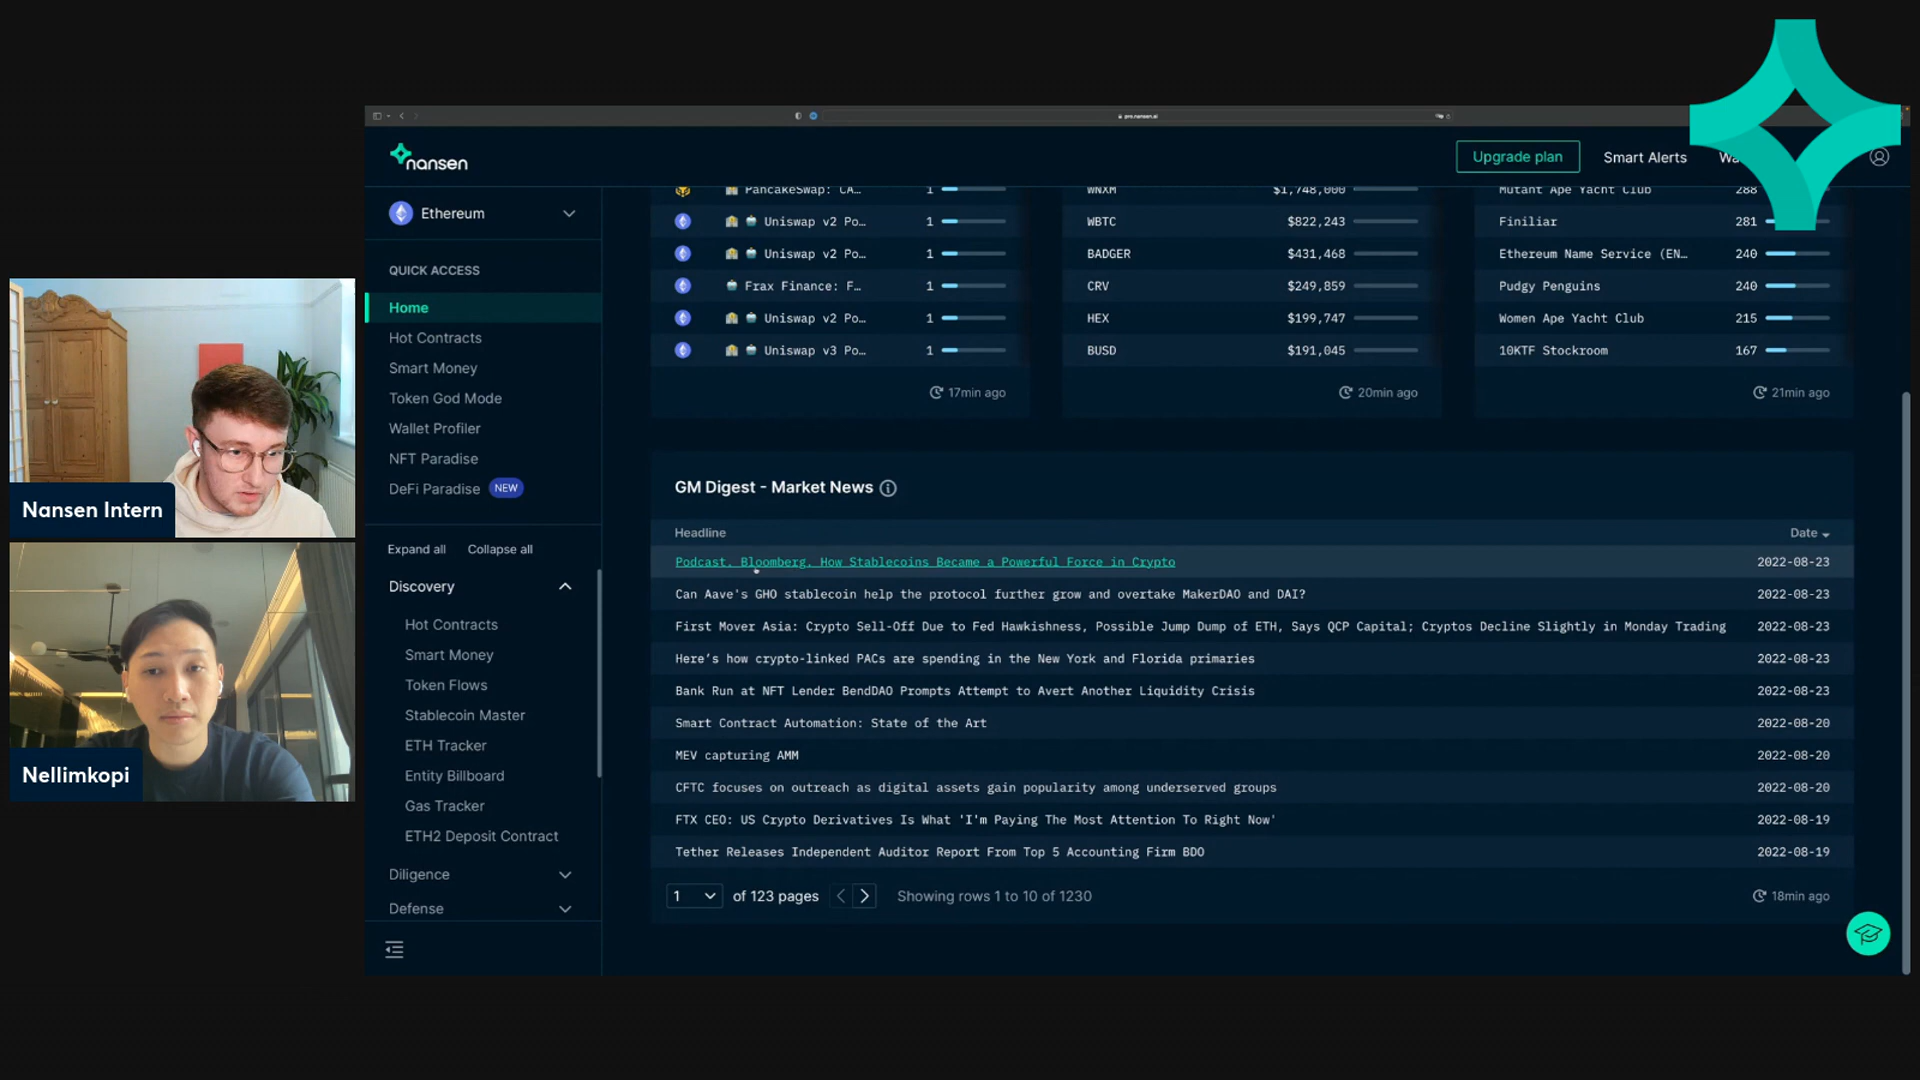 nansen
Upgrade plan
Smart Alerts
Ethereum
QUICK ACCESS
Home
Hot Contracts
Smart Money
Token God Mode
Wallet Profiler
NFT Paradise
DeFi Paradise NEW
Expand all Collapse all
Discovery
Hot Contracts
Smart Money
Token Flows
Stablecoin Master
ETH Tracker
Entity Billboard
Gas Tracker
ETH2 Deposit Contract
Diligence
Defense
PancakeSwap: CA… 1
Uniswap v2 Po… 1
Uniswap v2 Po… 1
Frax Finance: F… 1
Uniswap v2 Po… 1
Uniswap v3 Po… 1
17min ago
WNXM $1,748,000
WBTC $822,243
BADGER $431,468
CRV $249,859
HEX $199,747
BUSD $191,045
20min ago
Mutant Ape Yacht Club 288
Finiliar 281
Ethereum Name Service (EN… 240
Pudgy Penguins 240
Women Ape Yacht Club 215
10KTF Stockroom 167
21min ago
GM Digest - Market News
Headline Date
Podcast, Bloomberg, How Stablecoins Became a Powerful Force in Crypto 2022-08-23
Can Aave's GHO stablecoin help the protocol further grow and overtake MakerDAO and DAI? 2022-08-23
First Mover Asia: Crypto Sell-Off Due to Fed Hawkishness, Possible Jump Dump of ETH, Says QCP Capital; Cryptos Decline Slightly in Monday Trading 2022-08-23
Here’s how crypto-linked PACs are spending in the New York and Florida primaries 2022-08-23
Bank Run at NFT Lender BendDAO Prompts Attempt to Avert Another Liquidity Crisis 2022-08-23
Smart Contract Automation: State of the Art 2022-08-20
MEV capturing AMM 2022-08-20
CFTC focuses on outreach as digital assets gain popularity among underserved groups 2022-08-20
FTX CEO: US Crypto Derivatives Is What 'I'm Paying The Most Attention To Right Now' 2022-08-19
Tether Releases Independent Auditor Report From Top 5 Accounting Firm BDO 2022-08-19
1 of 123 pages Showing rows 1 to 10 of 1230
18min ago
Nansen Intern
Nellimkopi